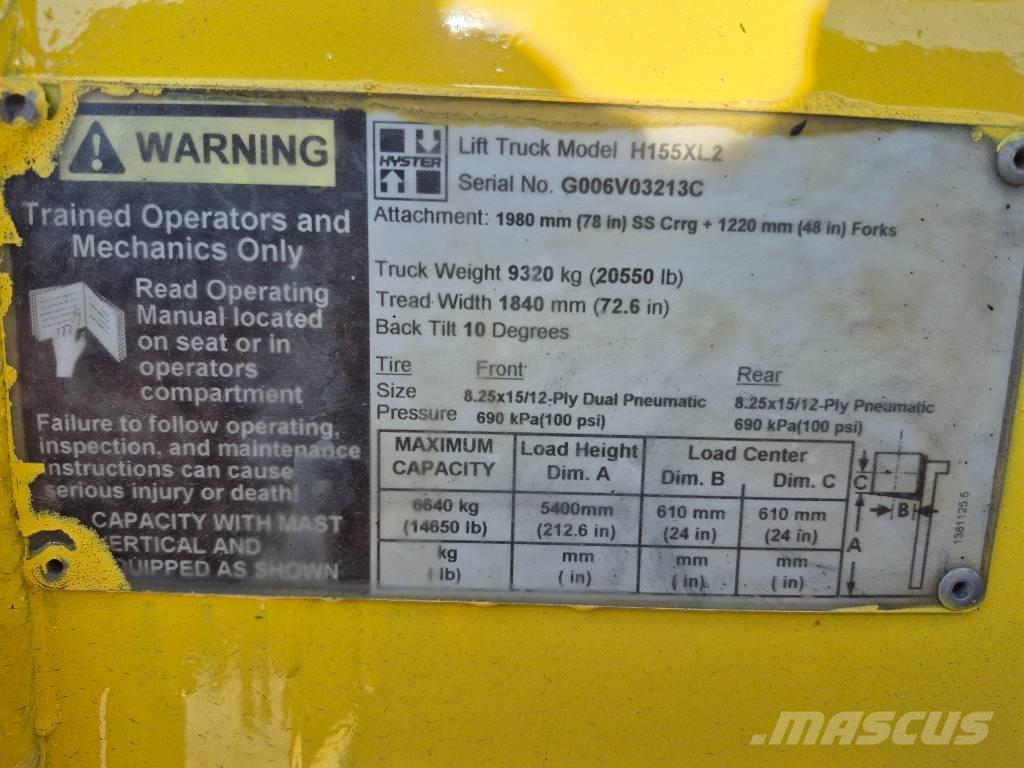 WARNING
Trained Operators and
Mechanics Only
Read Operating
Manual located
on seat or in
operators
compartment
Failure to follow operating,
inspection, and maintenance
instructions can cause
serious injury or death!
CAPACITY WITH MAST
VERTICAL AND
EQUIPPED AS SHOWN
HYSTER
Lift Truck Model H155XL2
Serial No. G006V03213C
Attachment: 1980 mm (78 in) SS Crrg + 1220 mm (48 in) Forks
Truck Weight 9320 kg (20550 lb)
Tread Width 1840 mm (72.6 in)
Back Tilt 10 Degrees
Tire Front Rear
Size 8.25x15/12-Ply Dual Pneumatic 8.25x15/12-Ply Pneumatic
Pressure 690 kPa(100 psi) 690 kPa(100 psi)
MAXIMUM CAPACITY Load Height Dim. A Load Center Dim. B Dim. C
6640 kg 5400mm 610 mm 610 mm
(14650 lb) (212.6 in) (24 in) (24 in)
kg mm mm mm
( lb) ( in) ( in) ( in)
C
B
A
1381125.5
MASCUS